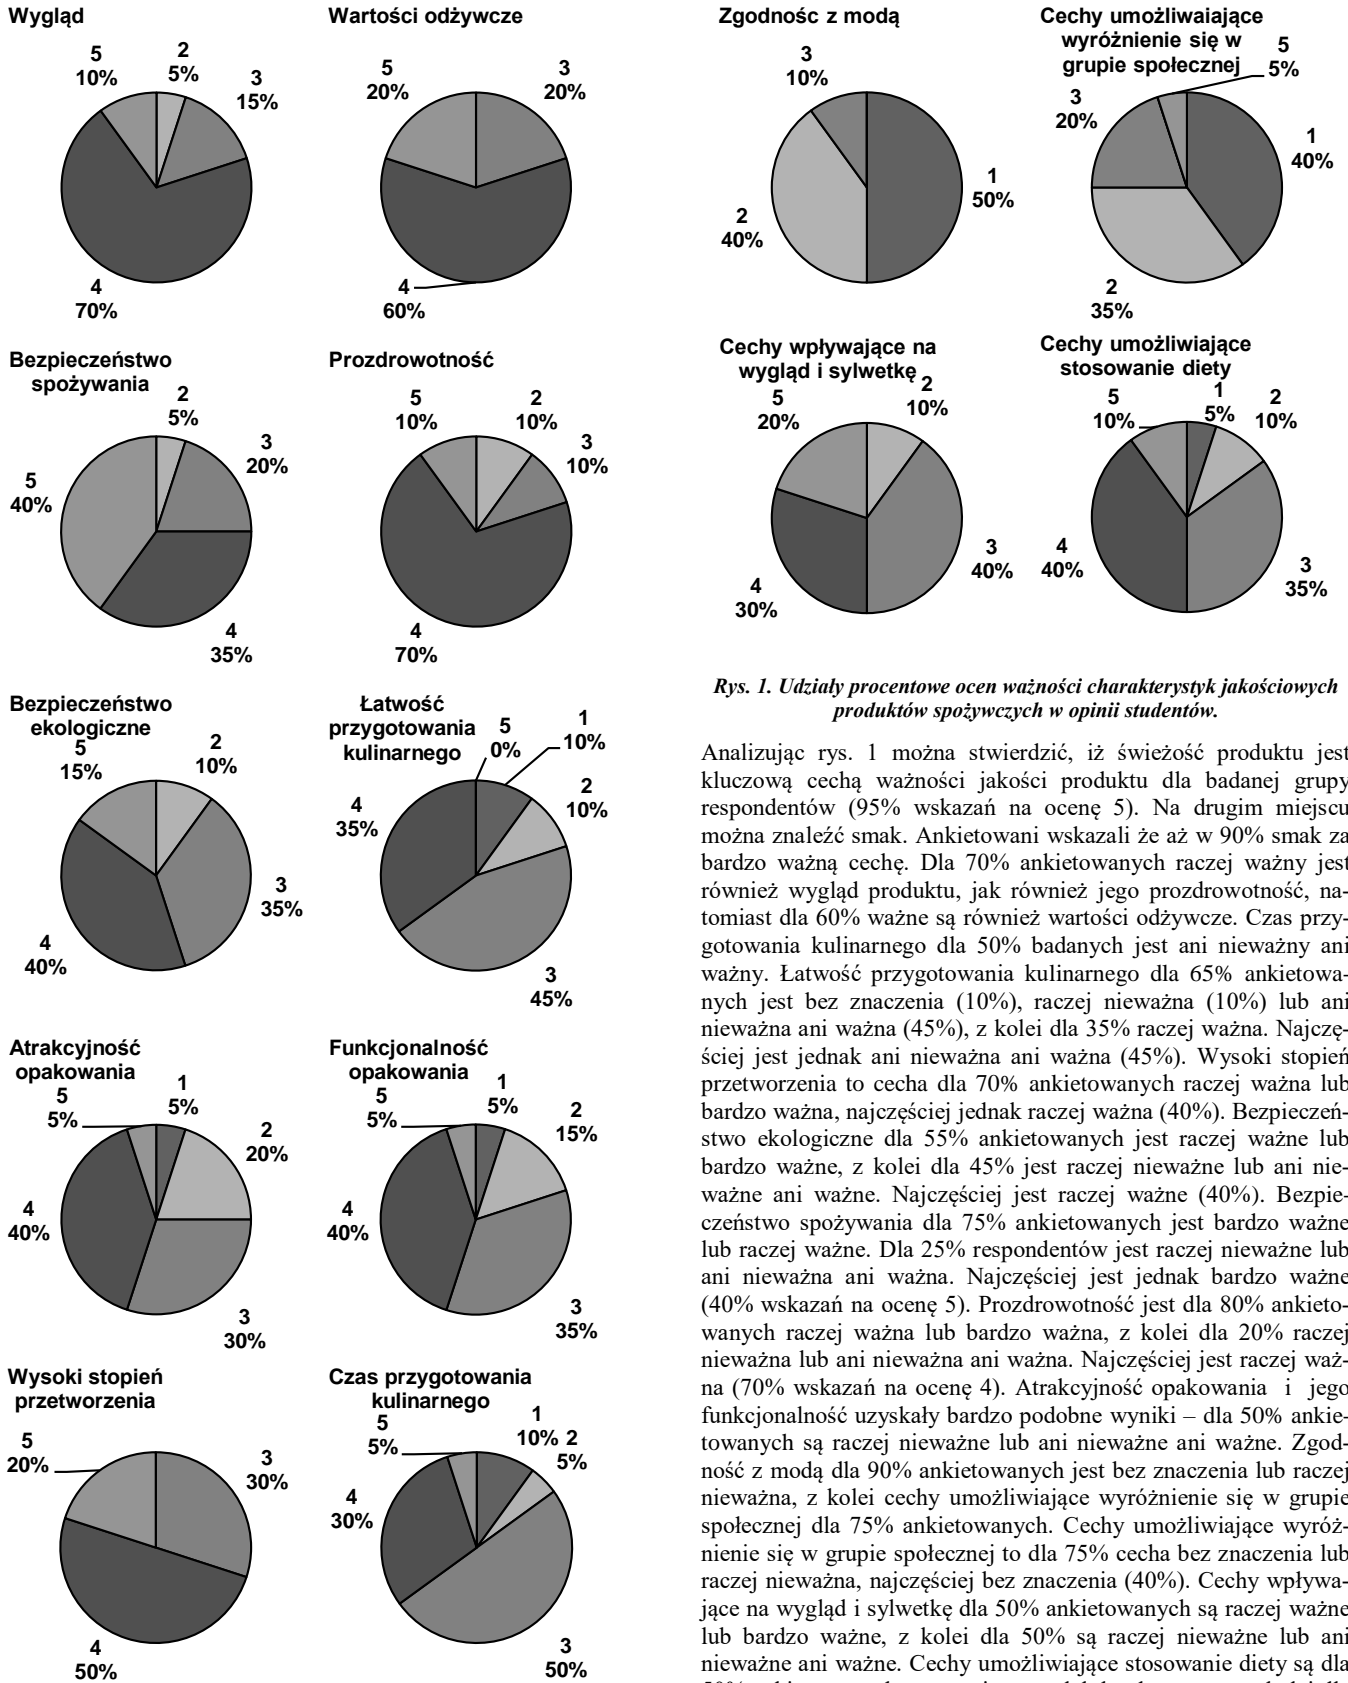 Wygląd
5
10%
2
5%
3
15%
4
70%
Wartości odżywcze
5
20%
3
20%
4
60%
Bezpieczeństwo
spożywania
2
5%
3
20%
5
40%
4
35%
Prozdrowotność
5
10%
2
10%
3
10%
4
70%
Bezpieczeństwo
ekologiczne
5
15%
2
10%
3
35%
4
40%
Łatwość
przygotowania
kulinarnego
5
0%
1
10%
2
10%
4
35%
3
45%
Atrakcyjność
opakowania
5
5%
1
5%
2
20%
4
40%
3
30%
Funkcjonalność
opakowania
5
5%
1
5%
2
15%
4
40%
3
35%
Wysoki stopień
przetworzenia
5
20%
3
30%
4
50%
Czas przygotowania
kulinarnego
5
5%
1
10%
2
5%
4
30%
3
50%
Zgodnośc z modą
3
10%
1
50%
2
40%
Cechy umożliwaiające
wyróżnienie się w
grupie społecznej
5
5%
3
20%
1
40%
2
35%
Cechy wpływające na
wygląd i sylwetkę
5
20%
2
10%
3
40%
4
30%
Cechy umożliwiające
stosowanie diety
5
10%
1
5%
2
10%
4
40%
3
35%
Rys. 1. Udziały procentowe ocen ważności charakterystyk jakościowych
produktów spożywczych w opinii studentów.
Analizując rys. 1 można stwierdzić, iż świeżość produktu jest
kluczową cechą ważności jakości produktu dla badanej grupy
respondentów (95% wskazań na ocenę 5). Na drugim miejscu
można znaleźć smak. Ankietowani wskazali że aż w 90% smak za
bardzo ważną cechę. Dla 70% ankietowanych raczej ważny jest
również wygląd produktu, jak również jego prozdrowotność, na-
tomiast dla 60% ważne są również wartości odżywcze. Czas przy-
gotowania kulinarnego dla 50% badanych jest ani nieważny ani
ważny. Łatwość przygotowania kulinarnego dla 65% ankietowa-
nych jest bez znaczenia (10%), raczej nieważna (10%) lub ani
nieważna ani ważna (45%), z kolei dla 35% raczej ważna. Najczę-
ściej jest jednak ani nieważna ani ważna (45%). Wysoki stopień
przetworzenia to cecha dla 70% ankietowanych raczej ważna lub
bardzo ważna, najczęściej jednak raczej ważna (40%). Bezpieczeń-
stwo ekologiczne dla 55% ankietowanych jest raczej ważne lub
bardzo ważne, z kolei dla 45% jest raczej nieważne lub ani nie-
ważne ani ważne. Najczęściej jest raczej ważne (40%). Bezpie-
czeństwo spożywania dla 75% ankietowanych jest bardzo ważne
lub raczej ważne. Dla 25% respondentów jest raczej nieważne lub
ani nieważna ani ważna. Najczęściej jest jednak bardzo ważne
(40% wskazań na ocenę 5). Prozdrowotność jest dla 80% ankieto-
wanych raczej ważna lub bardzo ważna, z kolei dla 20% raczej
nieważna lub ani nieważna ani ważna. Najczęściej jest raczej waż-
na (70% wskazań na ocenę 4). Atrakcyjność opakowania i jego
funkcjonalność uzyskały bardzo podobne wyniki – dla 50% ankie-
towanych są raczej nieważne lub ani nieważne ani ważne. Zgod-
ność z modą dla 90% ankietowanych jest bez znaczenia lub raczej
nieważna, z kolei cechy umożliwiające wyróżnienie się w grupie
społecznej dla 75% ankietowanych. Cechy umożliwiające wyróż-
nienie się w grupie społecznej to dla 75% cecha bez znaczenia lub
raczej nieważna, najczęściej bez znaczenia (40%). Cechy wpływa-
jące na wygląd i sylwetkę dla 50% ankietowanych są raczej ważne
lub bardzo ważne, z kolei dla 50% są raczej nieważne lub ani
nieważne ani ważne. Cechy umożliwiające stosowanie diety są dla